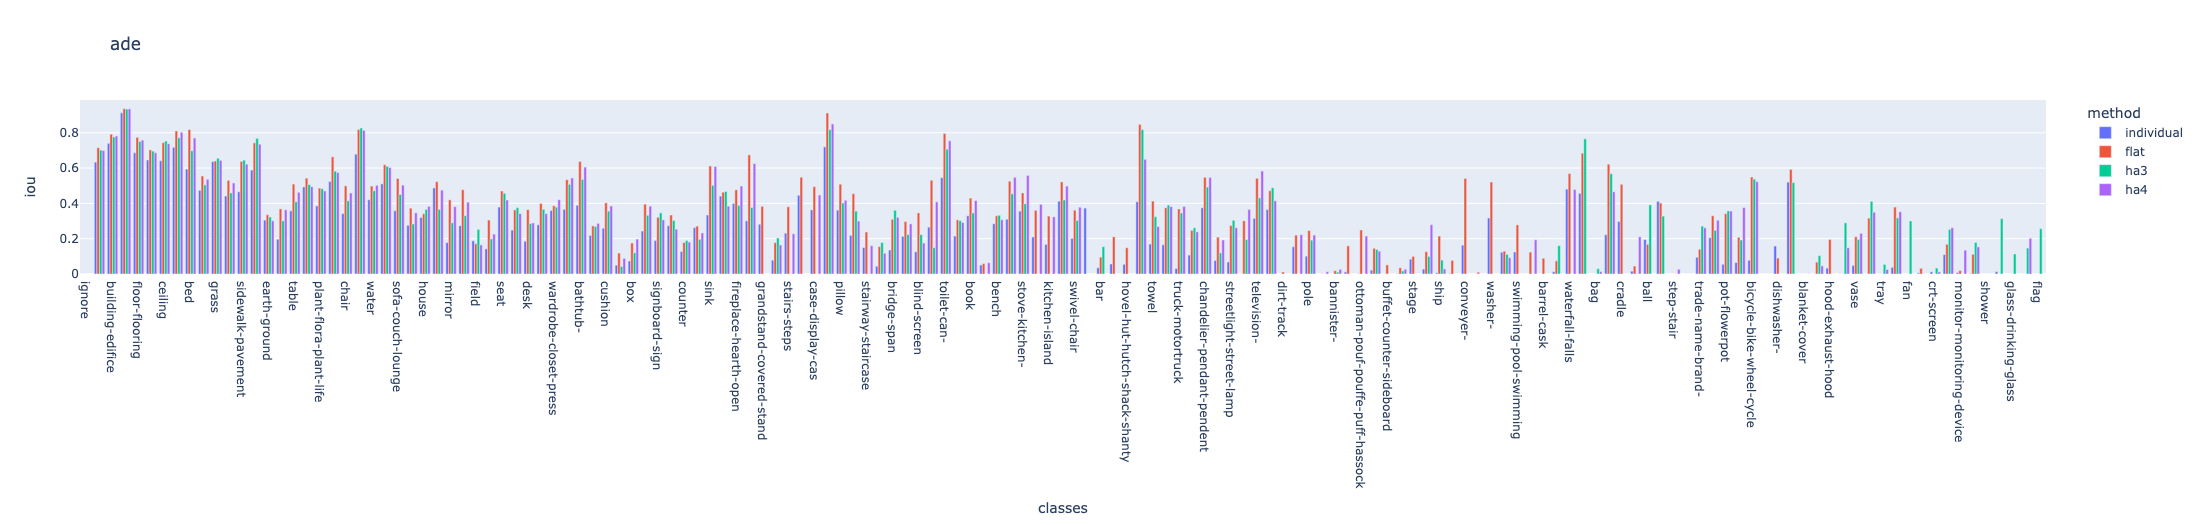 ade
method
individual
flat
ha3
ha4
iou
0.8
0.6
0.4
0.2
0
ignore
building-edifice
floor-flooring
ceiling
bed
grass
sidewalk-pavement
earth-ground
table
plant-flora-plant-life
chair
water
sofa-couch-lounge
house
mirror
field
seat
desk
wardrobe-closet-press
bathtub-
cushion
box
signboard-sign
counter
sink
fireplace-hearth-open
grandstand-covered-stand
stairs-steps
case-display-cas
pillow
stairway-staircase
bridge-span
blind-screen
toilet-can-
book
bench
stove-kitchen-
kitchen-island
swivel-chair
bar
hovel-hut-hutch-shack-shanty
towel
truck-motortruck
chandelier-pendant-pendent
streetlight-street-lamp
television-
dirt-track
pole
bannister-
ottoman-pouf-pouffe-puff-hassock
buffet-counter-sideboard
stage
ship
conveyer-
washer-
swimming-pool-swimming
barrel-cask
waterfall-falls
bag
cradle
ball
step-stair
trade-name-brand-
pot-flowerpot
bicycle-bike-wheel-cycle
dishwasher-
blanket-cover
hood-exhaust-hood
vase
tray
fan
crt-screen
monitor-monitoring-device
shower
glass-drinking-glass
flag
classes